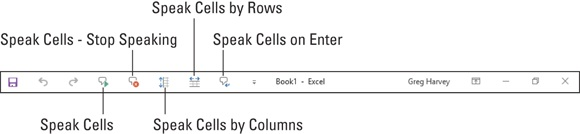 Speak Cells by Rows
Speak Cells - Stop Speaking
Speak Cells on Enter
Book1 - Excel
Greg Harvey
Speak Cells
Speak Cells by Columns